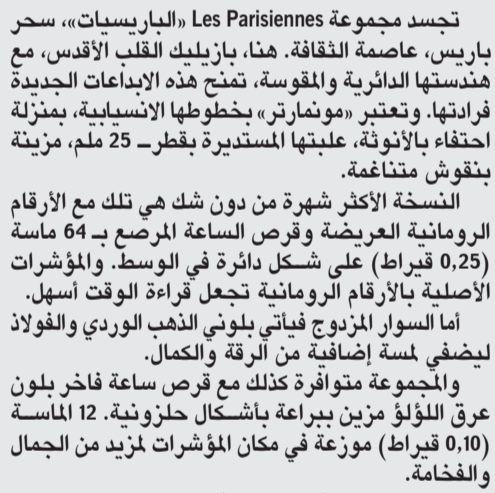 تجسد مجموعة Les Parisiennes «الباريسيات»، سحر
باريس، عاصمة الثقافة. هنا، بازيليك القلب الأقدس، مع
هندستها الدائرية والمقوسة، تمنح هذه الابداعات الجديدة
فرادتها. وتعتبر «مونمارتر» بخطوطها الانسيابية، بمنزلة
احتفاء بالأنوثة، علبتها المستديرة بقطر – 25 ملم، مزينة
بنقوش متناغمة.
النسخة الأكثر شهرة من دون شك هي تلك مع الأرقام
الرومانية العريضة وقرص الساعة المرصع بـ 64 ماسة
(0,25 قيراط) على شكل دائرة في الوسط. والمؤشرات
الأصلية بالأرقام الرومانية تجعل قراءة الوقت أسهل.
أما السوار المزدوج فيأتي بلوني الذهب الوردي والفولاذ
ليضفي لمسة إضافية من الرقة والكمال.
والمجموعة متوافرة كذلك مع قرص ساعة فاخر بلون
عرق اللؤلؤ مزين ببراعة بأشكال حلزونية. 12 الماسة
(0,10 قيراط) موزعة في مكان المؤشرات لمزيد من الجمال
والفخامة.